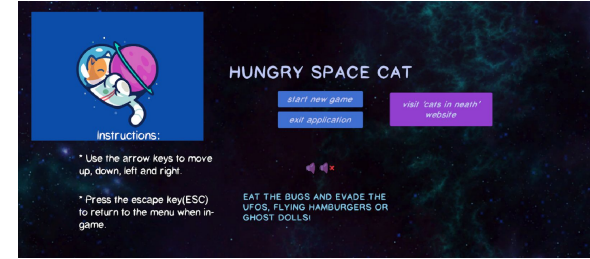 HUNGRY SPACE CAT
start new game
exit application
visit 'cats in neath'
website
Instructions:
* Use the arrow keys to move
up, down, left and right.
* Press the escape key(ESC)
to return to the menu when in-
game.
EAT THE BUGS AND EVADE THE
UFOS, FLYING HAMBURGERS OR
GHOST DOLLS!